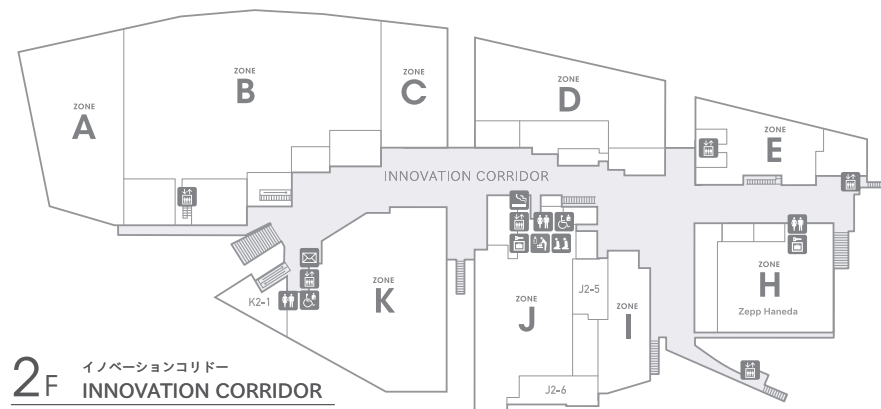 ZONE
A
ZONE
B
ZONE
C
ZONE
D
ZONE
E
INNOVATION CORRIDOR
ZONE
K
K2-1
ZONE
J
J2-5
ZONE
I
J2-6
ZONE
H
Zepp Haneda
2F
イノベーションコリドー
INNOVATION CORRIDOR